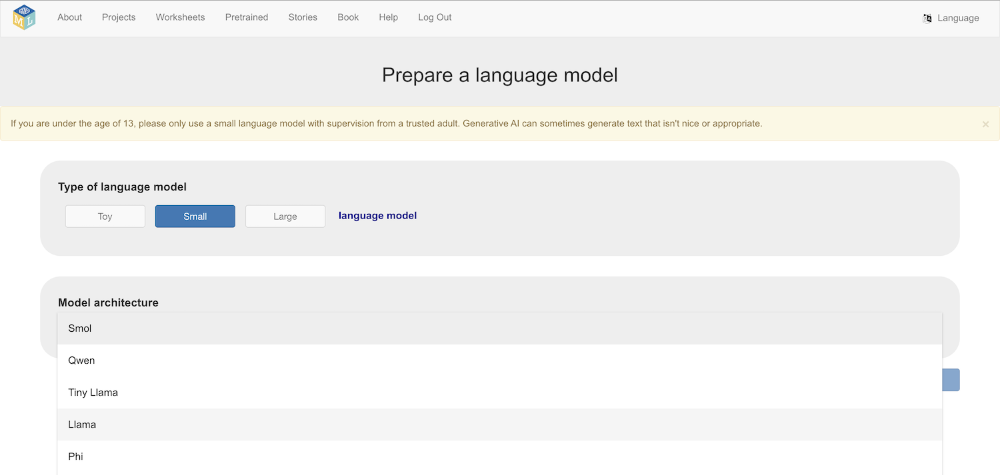 M L
About Projects Worksheets Pretrained Stories Book Help Log Out Language
Prepare a language model
If you are under the age of 13, please only use a small language model with supervision from a trusted adult. Generative AI can sometimes generate text that isn't nice or appropriate. ×
Type of language model
Toy Small Large language model
Model architecture
Smol
Qwen
Tiny Llama
Llama
Phi